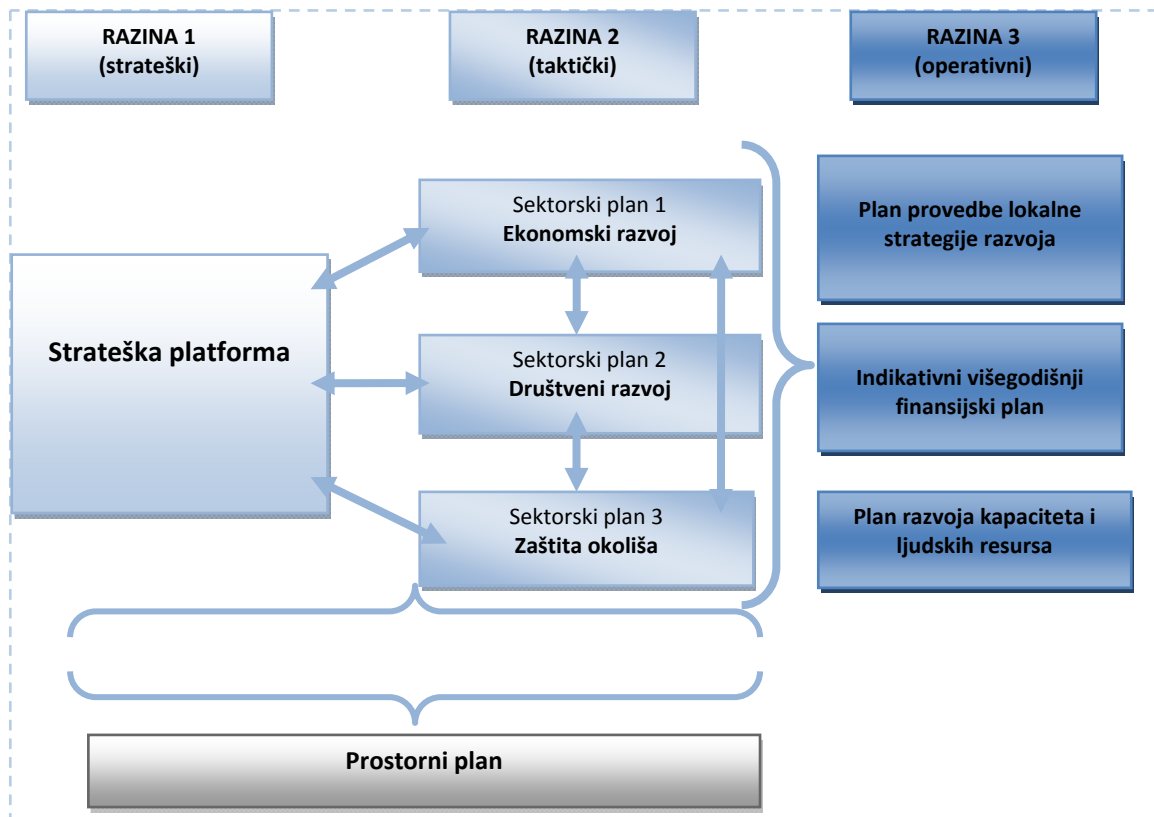 RAZINA 1
(strateški)
RAZINA 2
(taktički)
RAZINA 3
(operativni)
Strateška platforma
Sektorski plan 1
Ekonomski razvoj
Sektorski plan 2
Društveni razvoj
Sektorski plan 3
Zaštita okoliša
Plan provedbe lokalne
strategije razvoja
Indikativni višegodišnji
finansijski plan
Plan razvoja kapaciteta i
ljudskih resursa
Prostorni plan